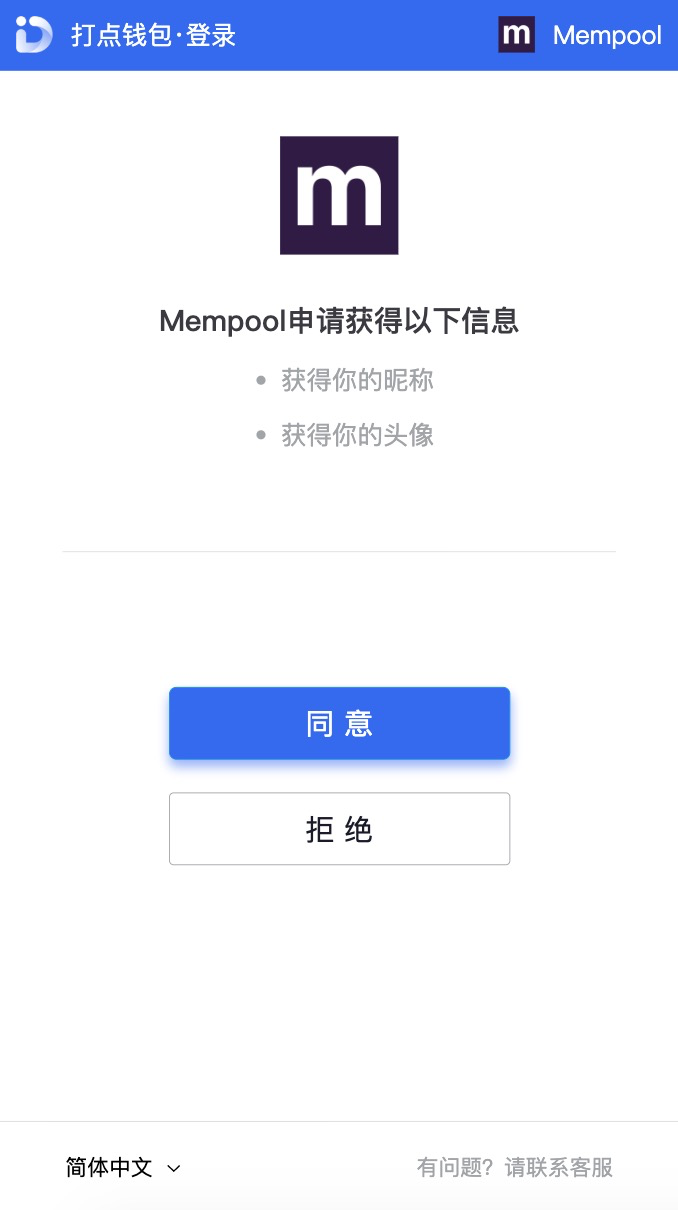 打点钱包·登录
m Mempool
m
Mempool申请获得以下信息
• 获得你的昵称
• 获得你的头像
同 意
拒 绝
简体中文
有问题？请联系客服